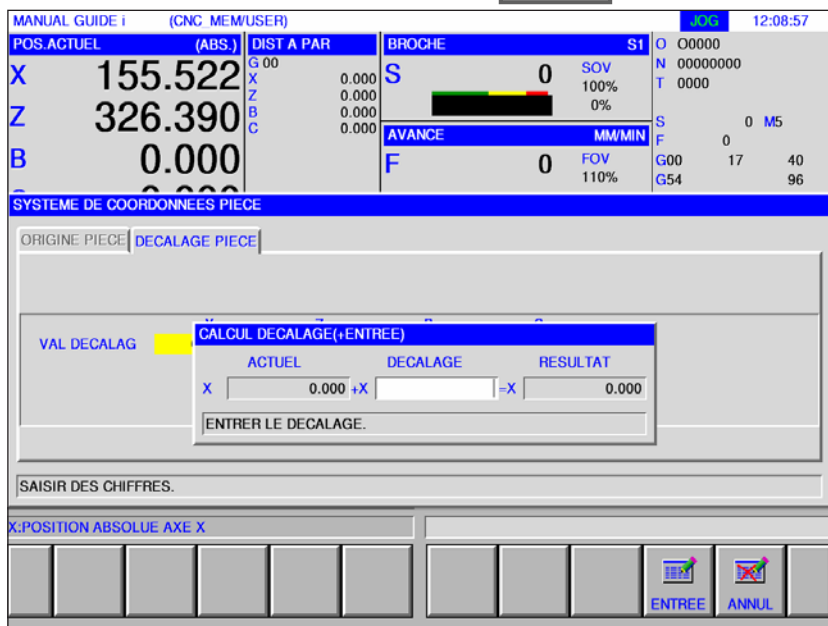 MANUAL GUIDE i (CNC_MEM/USER) JOG 12:08:57
POS.ACTUEL (ABS.) DIST A PAR BROCHE S1 O O0000
G 00 N 00000000
X 155.522 X 0.000 S 0 SOV T 0000
Z 0.000 100%
Z 326.390 B 0.000 0%
C 0.000 S 0 M5
AVANCE MM/MIN F 0
B 0.000 F 0 FOV G00 17 40
110% G54 96
SYSTEME DE COORDONNEES PIECE
ORIGINE PIECE DECALAGE PIECE
VAL DECALAG
CALCUL DECALAGE(+ENTREE)
ACTUEL DECALAGE RESULTAT
X 0.000 +X =X 0.000
ENTRER LE DECALAGE.
SAISIR DES CHIFFRES.
X:POSITION ABSOLUE AXE X
ENTREE ANNUL